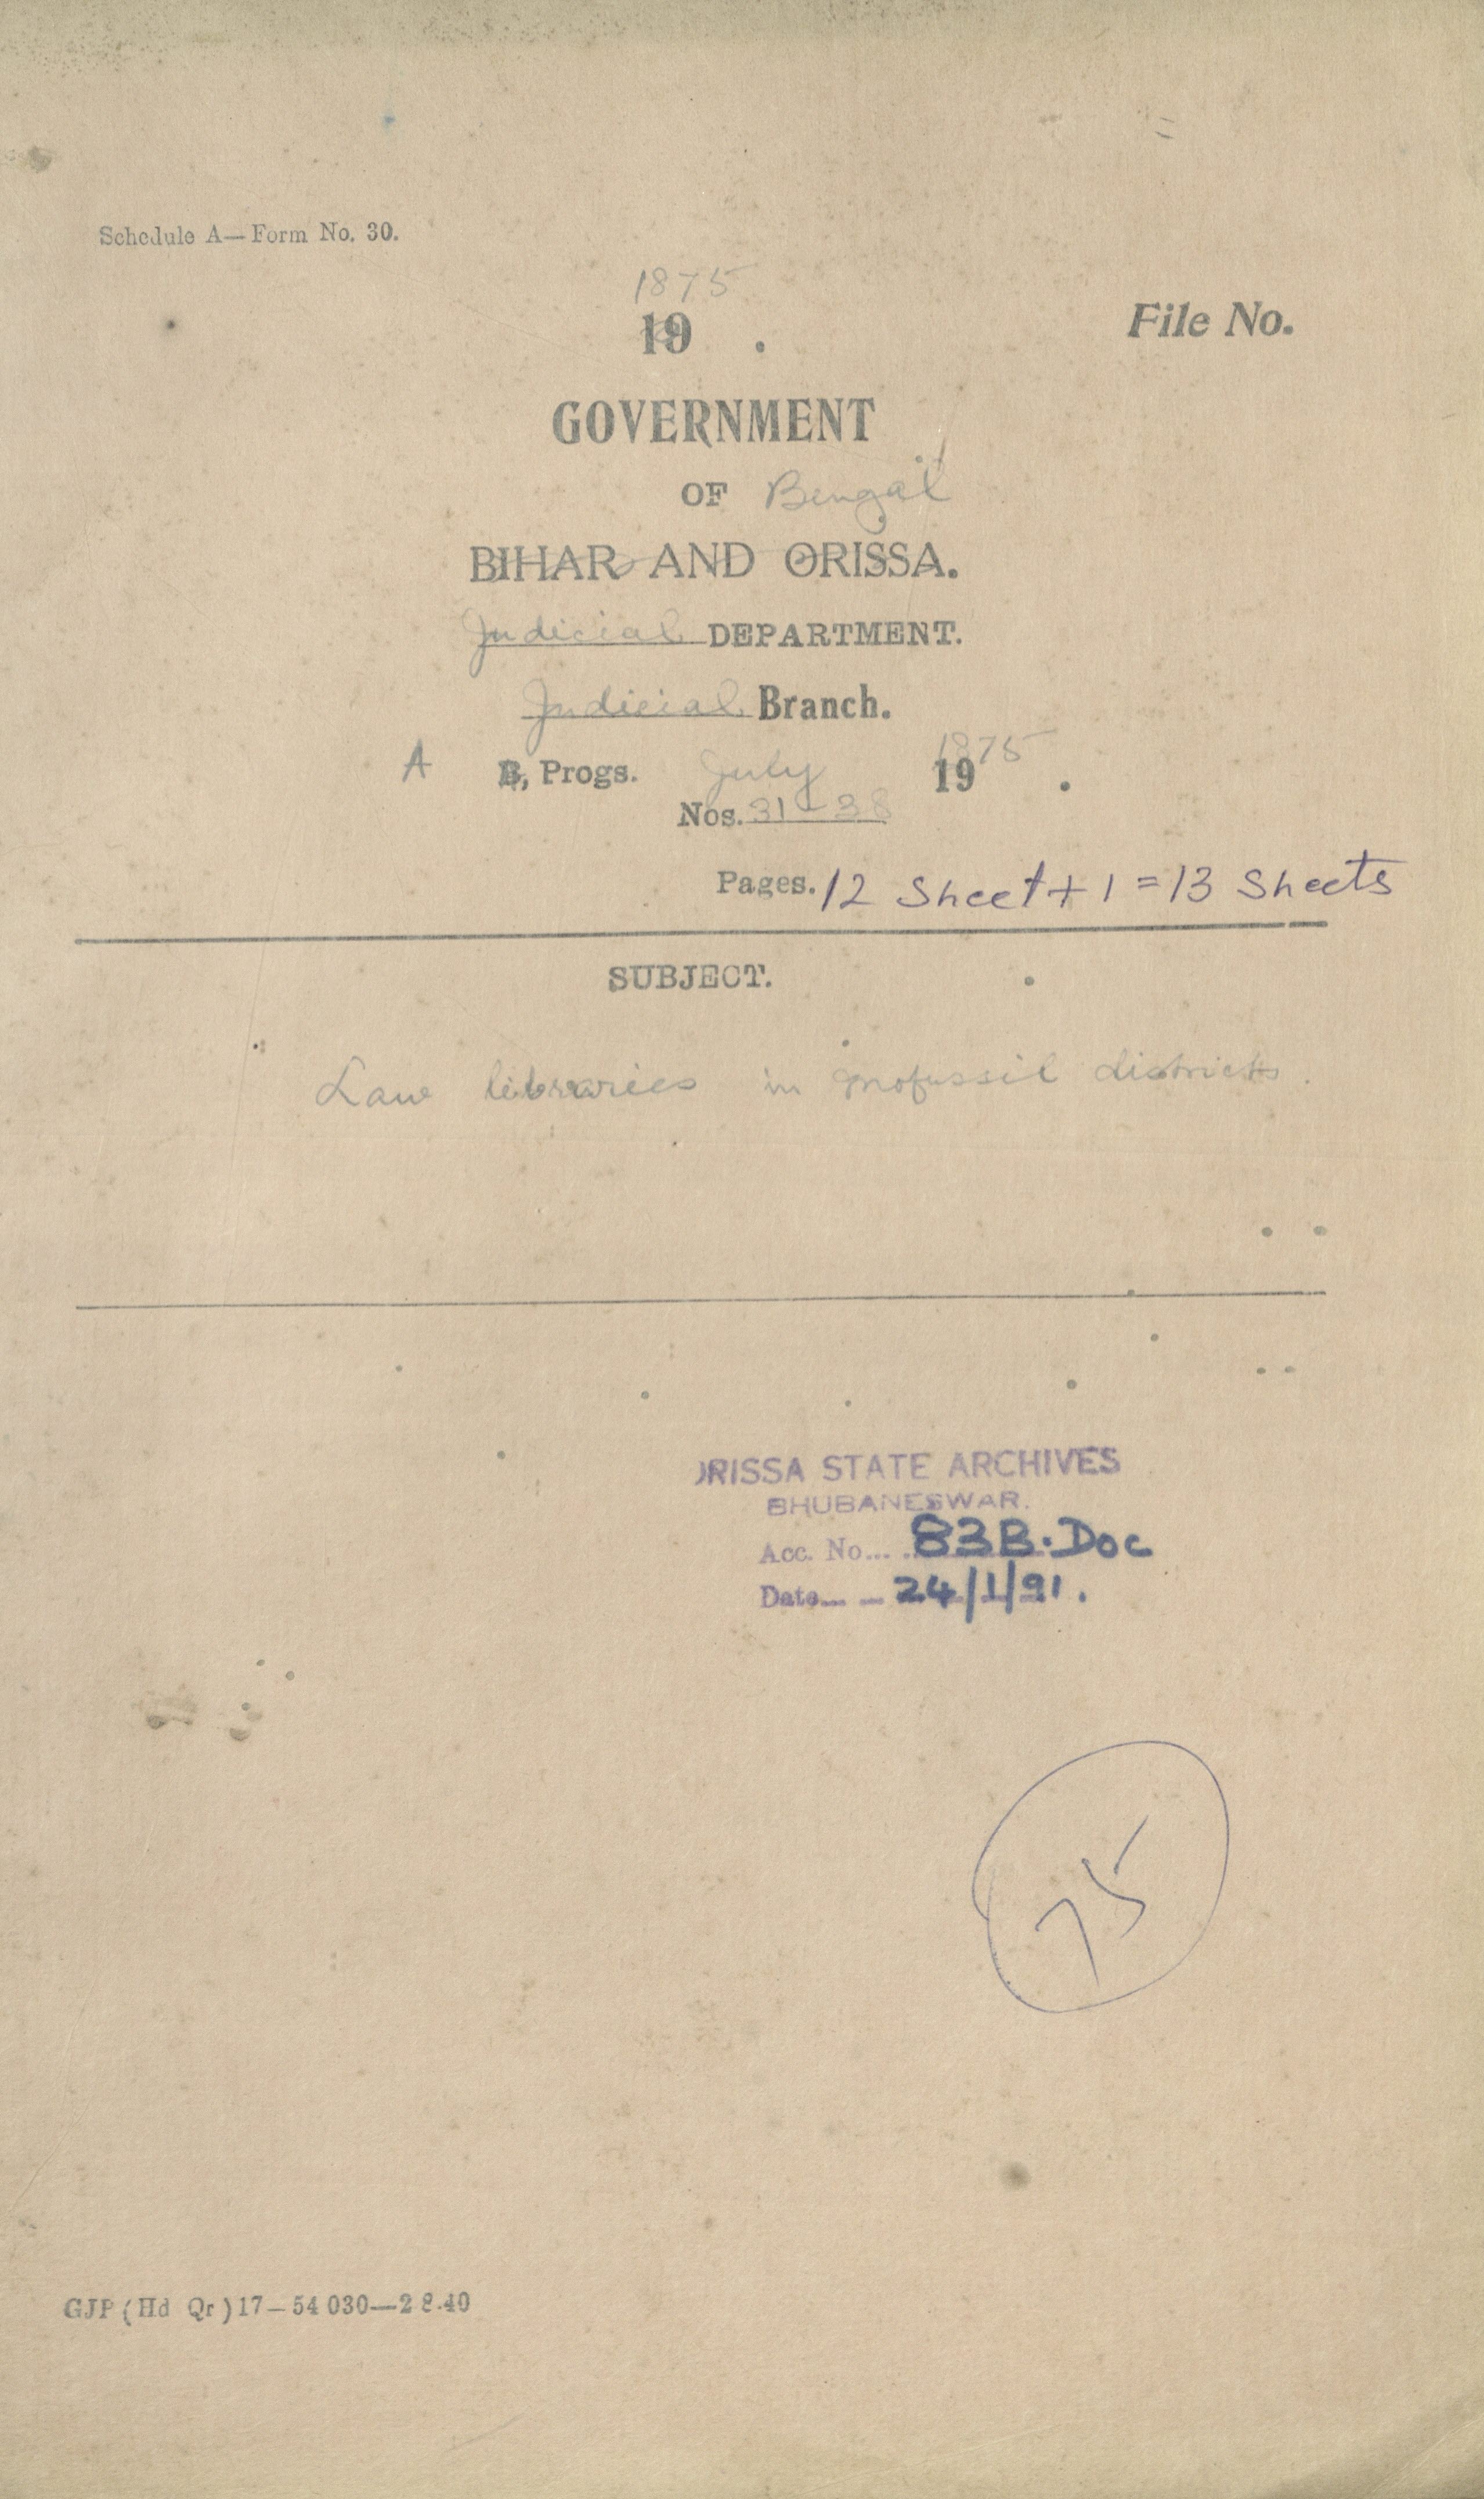 Schedule A—Form No. 30.
1875
19 .
File No.
GOVERNMENT
OF Bengal
BIHAR AND ORISSA.
Judicial DEPARTMENT.
Judicial Branch.
A B, Progs. July 19 1875 .
Nos. 31-38
Pages. 12 Sheet + 1 = 13 Sheets
SUBJECT.
Law libraries in mofussil districts.
ORISSA STATE ARCHIVES
BHUBANESWAR.
Acc. No... 83B.Doc
Date... 24/1/91.
75
GJP (Hd Qr) 17—54 030—2 8.40